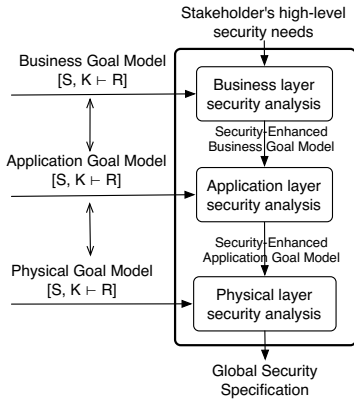 Stakeholder's high-level
security needs
Business Goal Model
[S, K ⊢ R]
Business layer
security analysis
Security-Enhanced
Business Goal Model
Application Goal Model
[S, K ⊢ R]
Application layer
security analysis
Security-Enhanced
Application Goal Model
Physical Goal Model
[S, K ⊢ R]
Physical layer
security analysis
Global Security
Specification